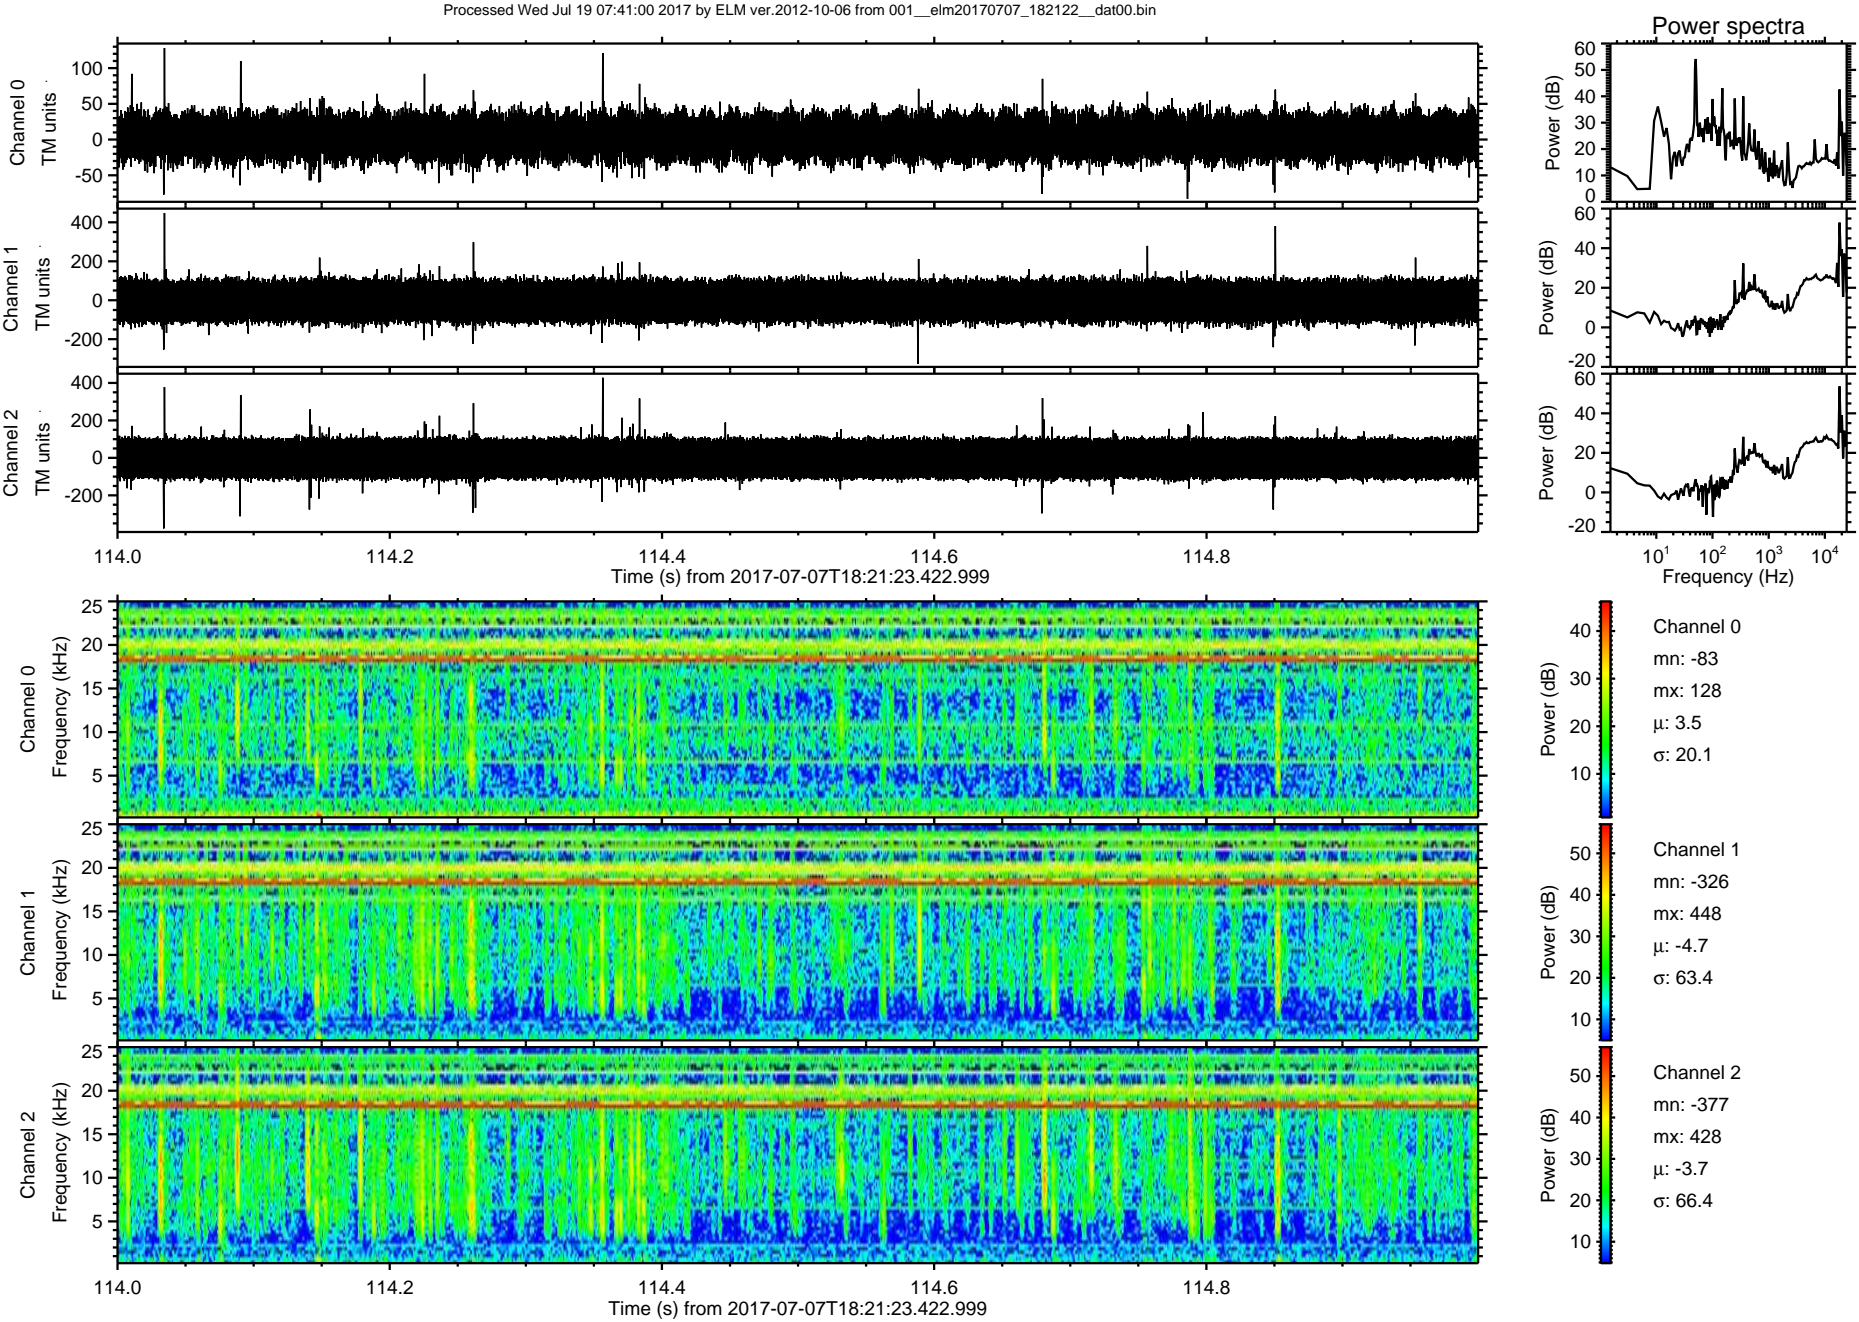 Processed Wed Jul 19 07:41:00 2017 by ELM ver.2012-10-06 from 001__elm20170707_182122__dat00.bin
Power spectra
Channel 0
TM units
100
50
0
-50
Power (dB)
60
50
40
30
20
10
0
Channel 1
TM units
400
200
0
-200
Power (dB)
60
40
20
0
-20
Channel 2
TM units
400
200
0
-200
Power (dB)
60
40
20
0
-20
114.0 114.2 114.4 114.6 114.8
Time (s) from 2017-07-07T18:21:23.422.999
10^1 10^2 10^3 10^4
Frequency (Hz)
Channel 0
Frequency (kHz)
25
20
15
10
5
Power (dB)
40
30
20
10
Channel 0
mn: -83
mx: 128
μ: 3.5
σ: 20.1
Channel 1
Frequency (kHz)
25
20
15
10
5
Power (dB)
50
40
30
20
10
Channel 1
mn: -326
mx: 448
μ: -4.7
σ: 63.4
Channel 2
Frequency (kHz)
25
20
15
10
5
Power (dB)
50
40
30
20
10
Channel 2
mn: -377
mx: 428
μ: -3.7
σ: 66.4
114.0 114.2 114.4 114.6 114.8
Time (s) from 2017-07-07T18:21:23.422.999